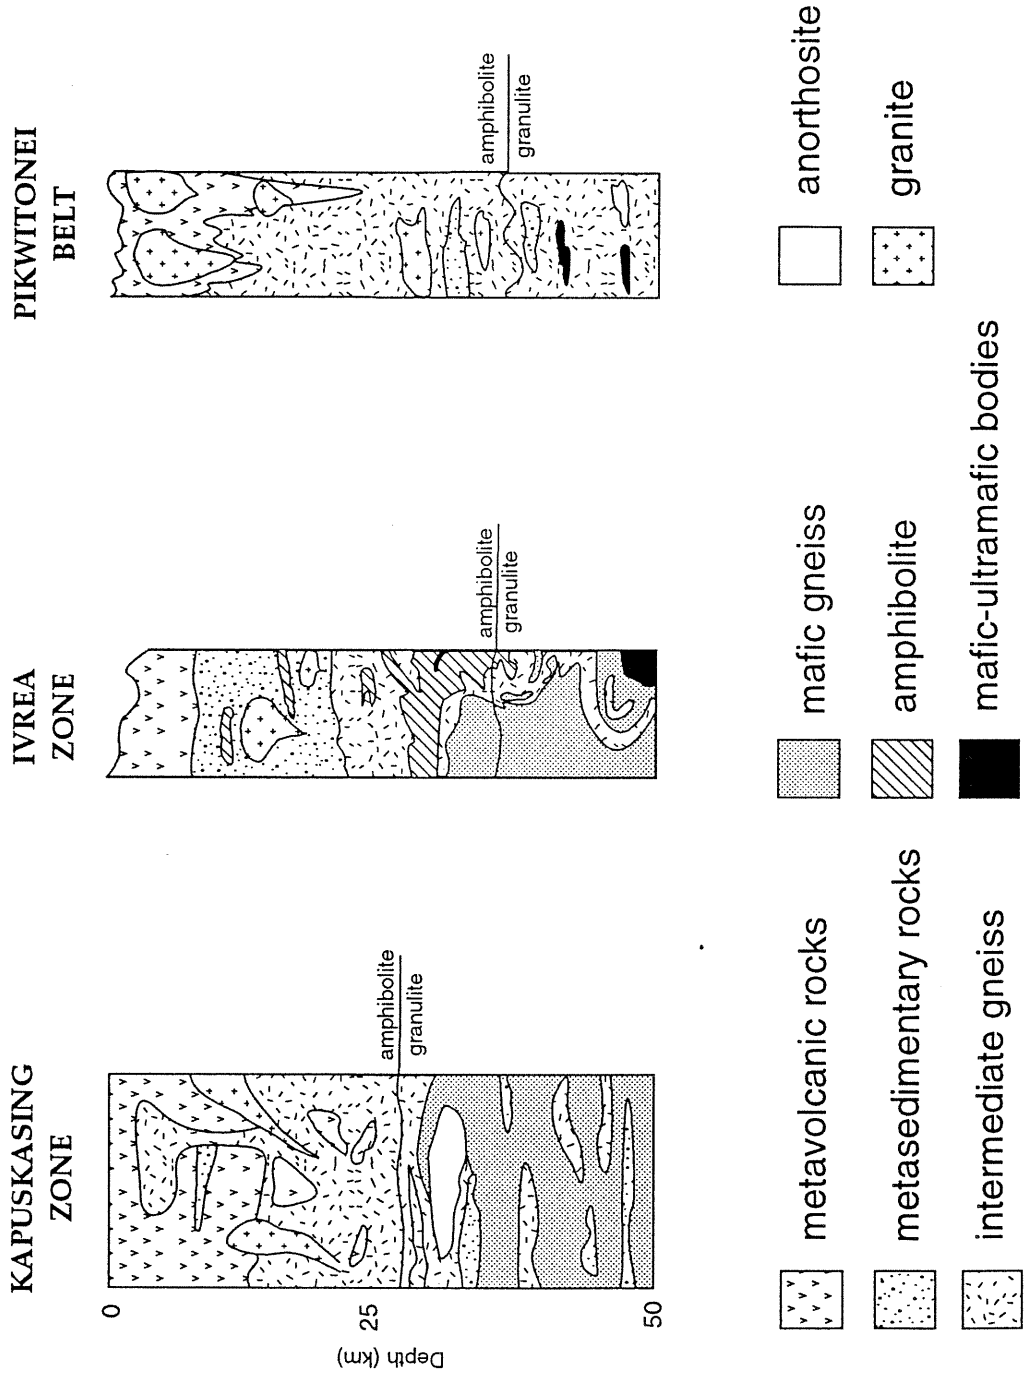 KAPUSKASING
ZONE
IVREA
ZONE
PIKWITONEI
BELT
0
25
50
Depth (km)
amphibolite
granulite
amphibolite
granulite
amphibolite
granulite
metavolcanic rocks
mafic gneiss
anorthosite
metasedimentary rocks
amphibolite
granite
intermediate gneiss
mafic-ultramafic bodies